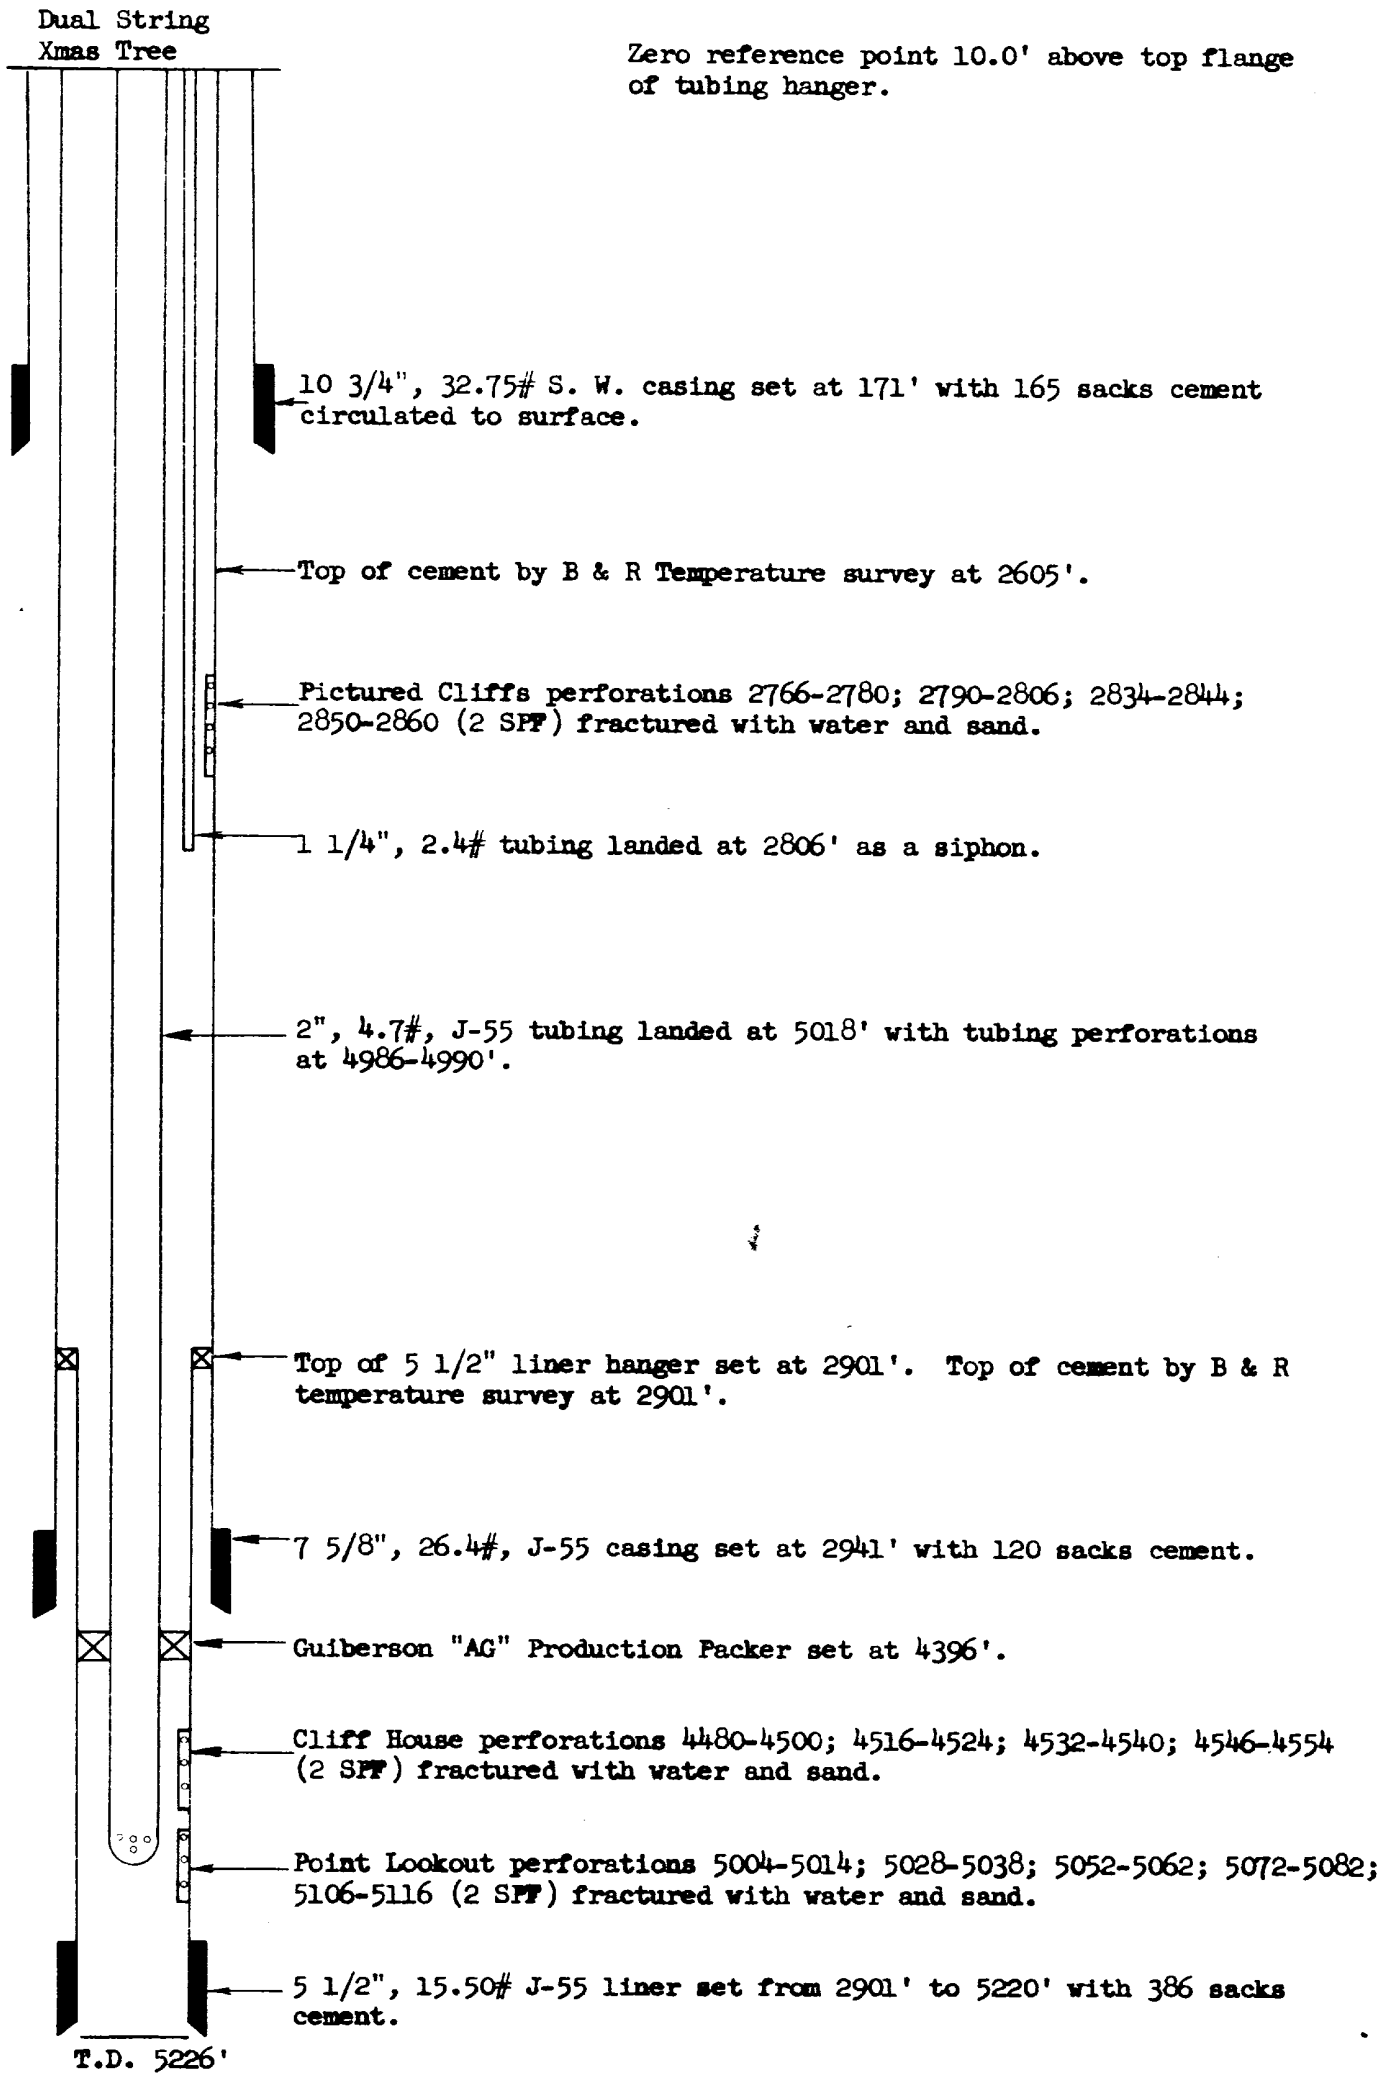 Dual String
Xmas Tree
Zero reference point 10.0' above top flange
of tubing hanger.
10 3/4", 32.75# S. W. casing set at 171' with 165 sacks cement
circulated to surface.
Top of cement by B & R Temperature survey at 2605'.
Pictured Cliffs perforations 2766-2780; 2790-2806; 2834-2844;
2850-2860 (2 SPF) fractured with water and sand.
1 1/4", 2.4# tubing landed at 2806' as a siphon.
2", 4.7#, J-55 tubing landed at 5018' with tubing perforations
at 4986-4990'.
Top of 5 1/2" liner hanger set at 2901'. Top of cement by B & R
temperature survey at 2901'.
7 5/8", 26.4#, J-55 casing set at 2941' with 120 sacks cement.
Guiberson "AG" Production Packer set at 4396'.
Cliff House perforations 4480-4500; 4516-4524; 4532-4540; 4546-4554
(2 SPF) fractured with water and sand.
Point Lookout perforations 5004-5014; 5028-5038; 5052-5062; 5072-5082;
5106-5116 (2 SPF) fractured with water and sand.
5 1/2", 15.50# J-55 liner set from 2901' to 5220' with 386 sacks
cement.
T.D. 5226'